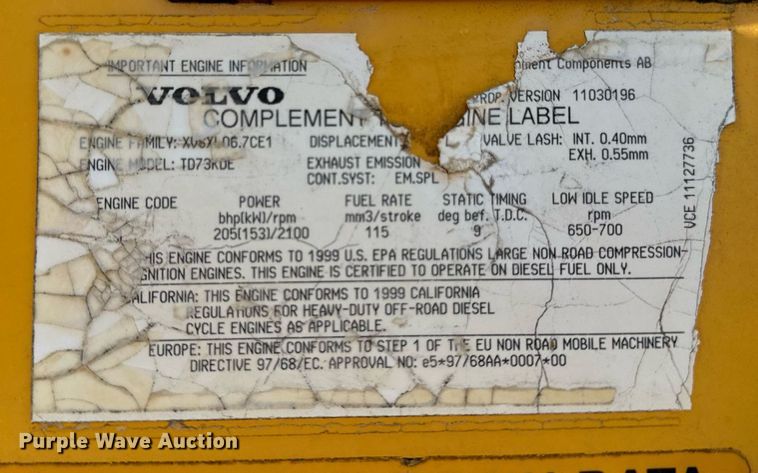 IMPORTANT ENGINE INFORMATION
Components AB
VOLVO
VERSION 11030196
COMPLEMENT LABEL
ENGINE FAMILY: DISPLACEMENT VALVE LASH: INT. 0.40mm
ENGINE MODEL: TD73KDE EXHAUST EMISSION EXH. 0.55mm
CONT.SYST: EM.SPL
ENGINE CODE POWER FUEL RATE STATIC TIMING LOW IDLE SPEED
bhp(kW)/rpm mm3/stroke deg bef. T.D.C. rpm
205(153)/2100 115 9 650-700
VCE 11127736
THIS ENGINE CONFORMS TO 1999 U.S. EPA REGULATIONS LARGE NON ROAD COMPRESSION-
IGNITION ENGINES. THIS ENGINE IS CERTIFIED TO OPERATE ON DIESEL FUEL ONLY.
CALIFORNIA: THIS ENGINE CONFORMS TO 1999 CALIFORNIA
REGULATIONS FOR HEAVY-DUTY OFF-ROAD DIESEL
CYCLE ENGINES AS APPLICABLE.
EUROPE: THIS ENGINE CONFORMS TO STEP 1 OF THE EU NON ROAD MOBILE MACHINERY
DIRECTIVE 97/68/EC. APPROVAL NO: e5*97/68AA*0007*00
Purple Wave Auction